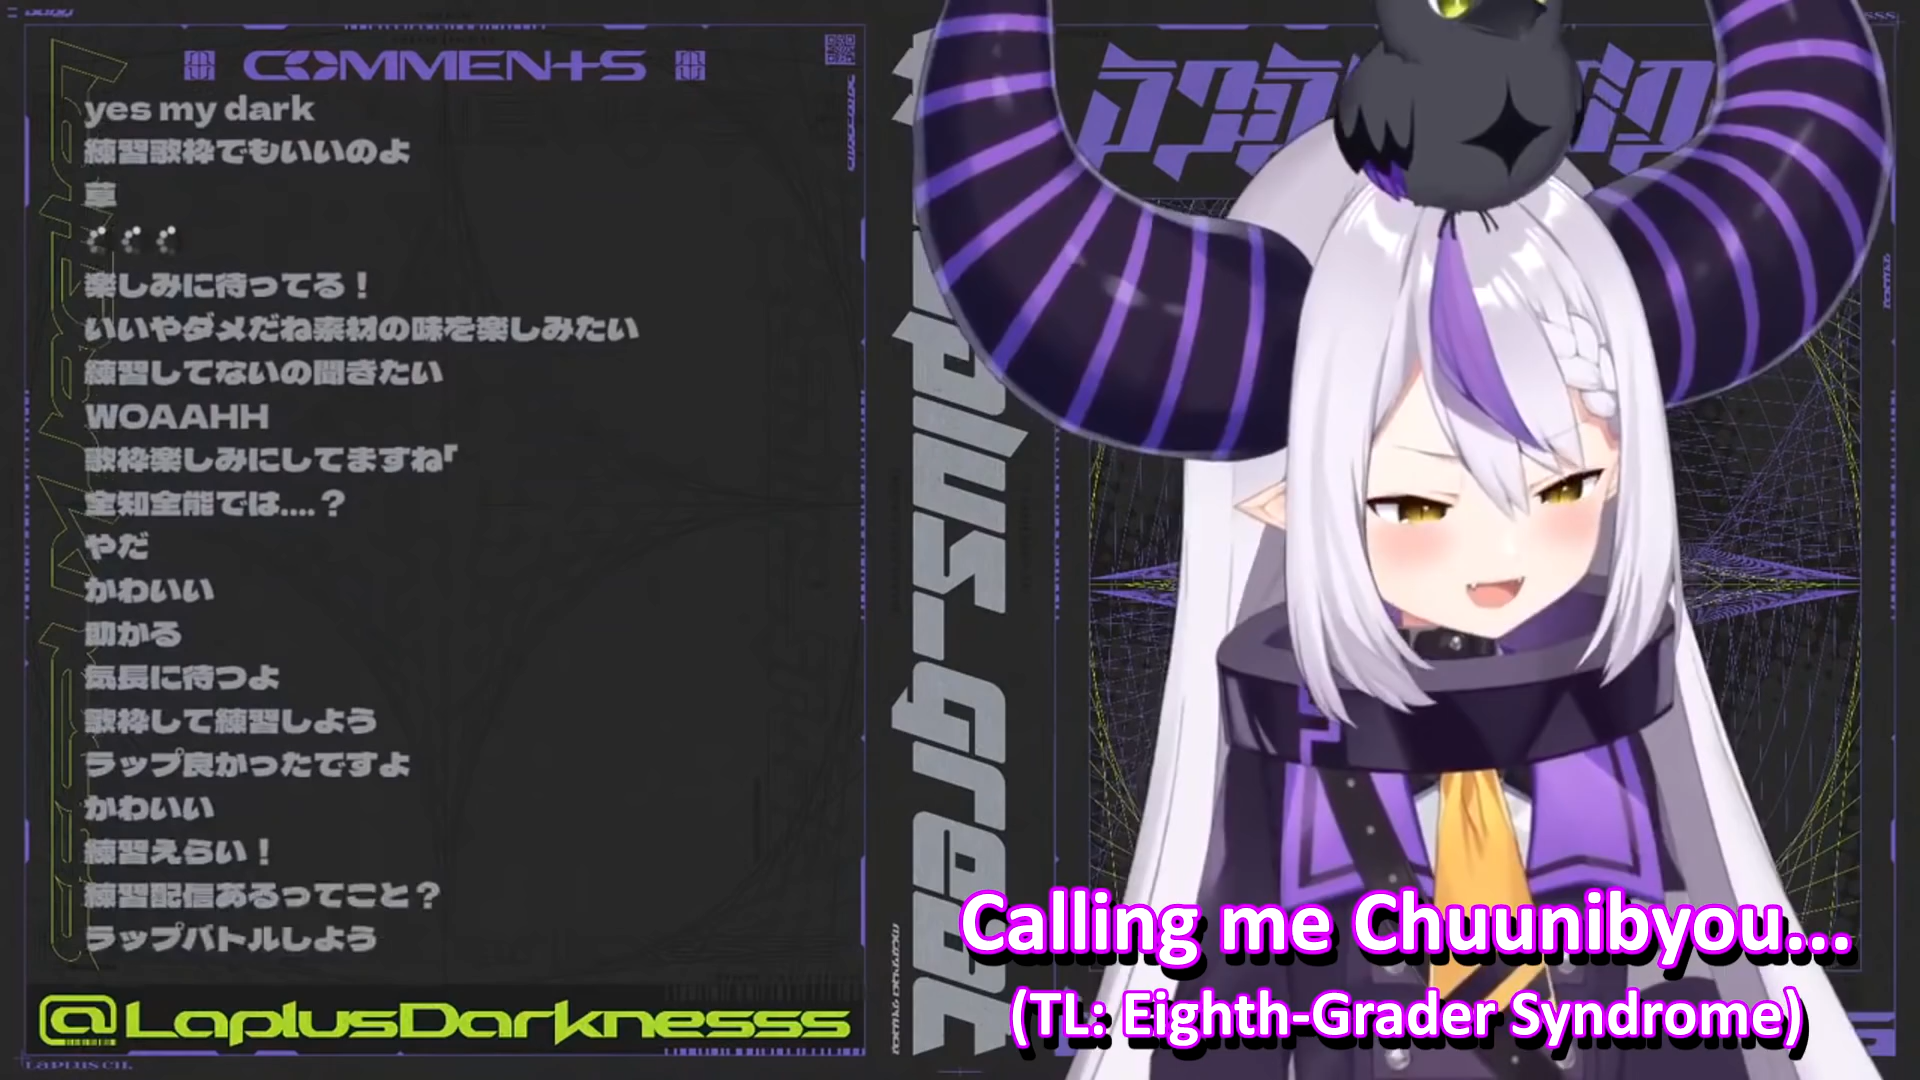 COMMENTS
yes my dark
練習歌枠でもいいのよ
草
楽しみに待ってる！
いいやダメだね素材の味を楽しみたい
練習してないの聞きたい
WOAAHH
歌枠楽しみにしてますね｢
全知全能では....？
やだ
かわいい
助かる
気長に待つよ
歌枠して練習しよう
ラップ良かったですよ
かわいい
練習えらい！
練習配信あるってこと？
ラップバトルしよう
@LaplusDarknesss
Calling me Chuunibyou...
(TL: Eighth-Grader Syndrome)